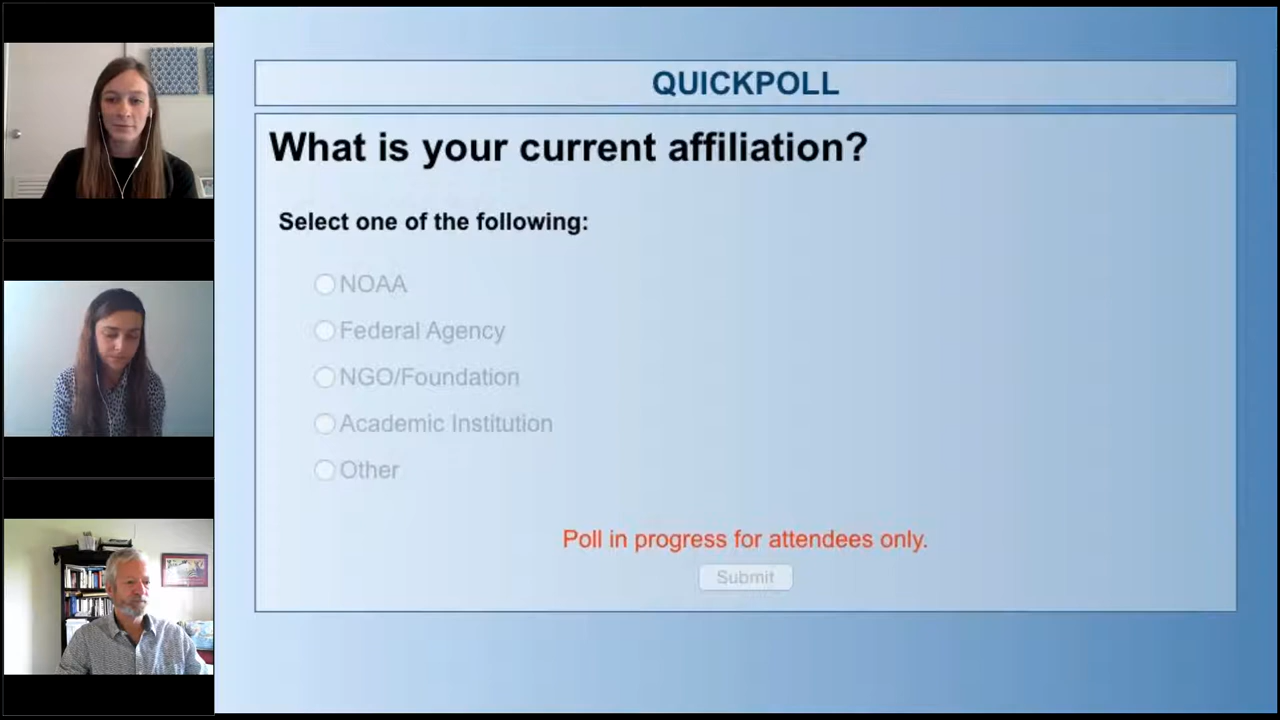 QUICKPOLL
What is your current affiliation?
Select one of the following:
NOAA
Federal Agency
NGO/Foundation
Academic Institution
Other
Poll in progress for attendees only.
Submit